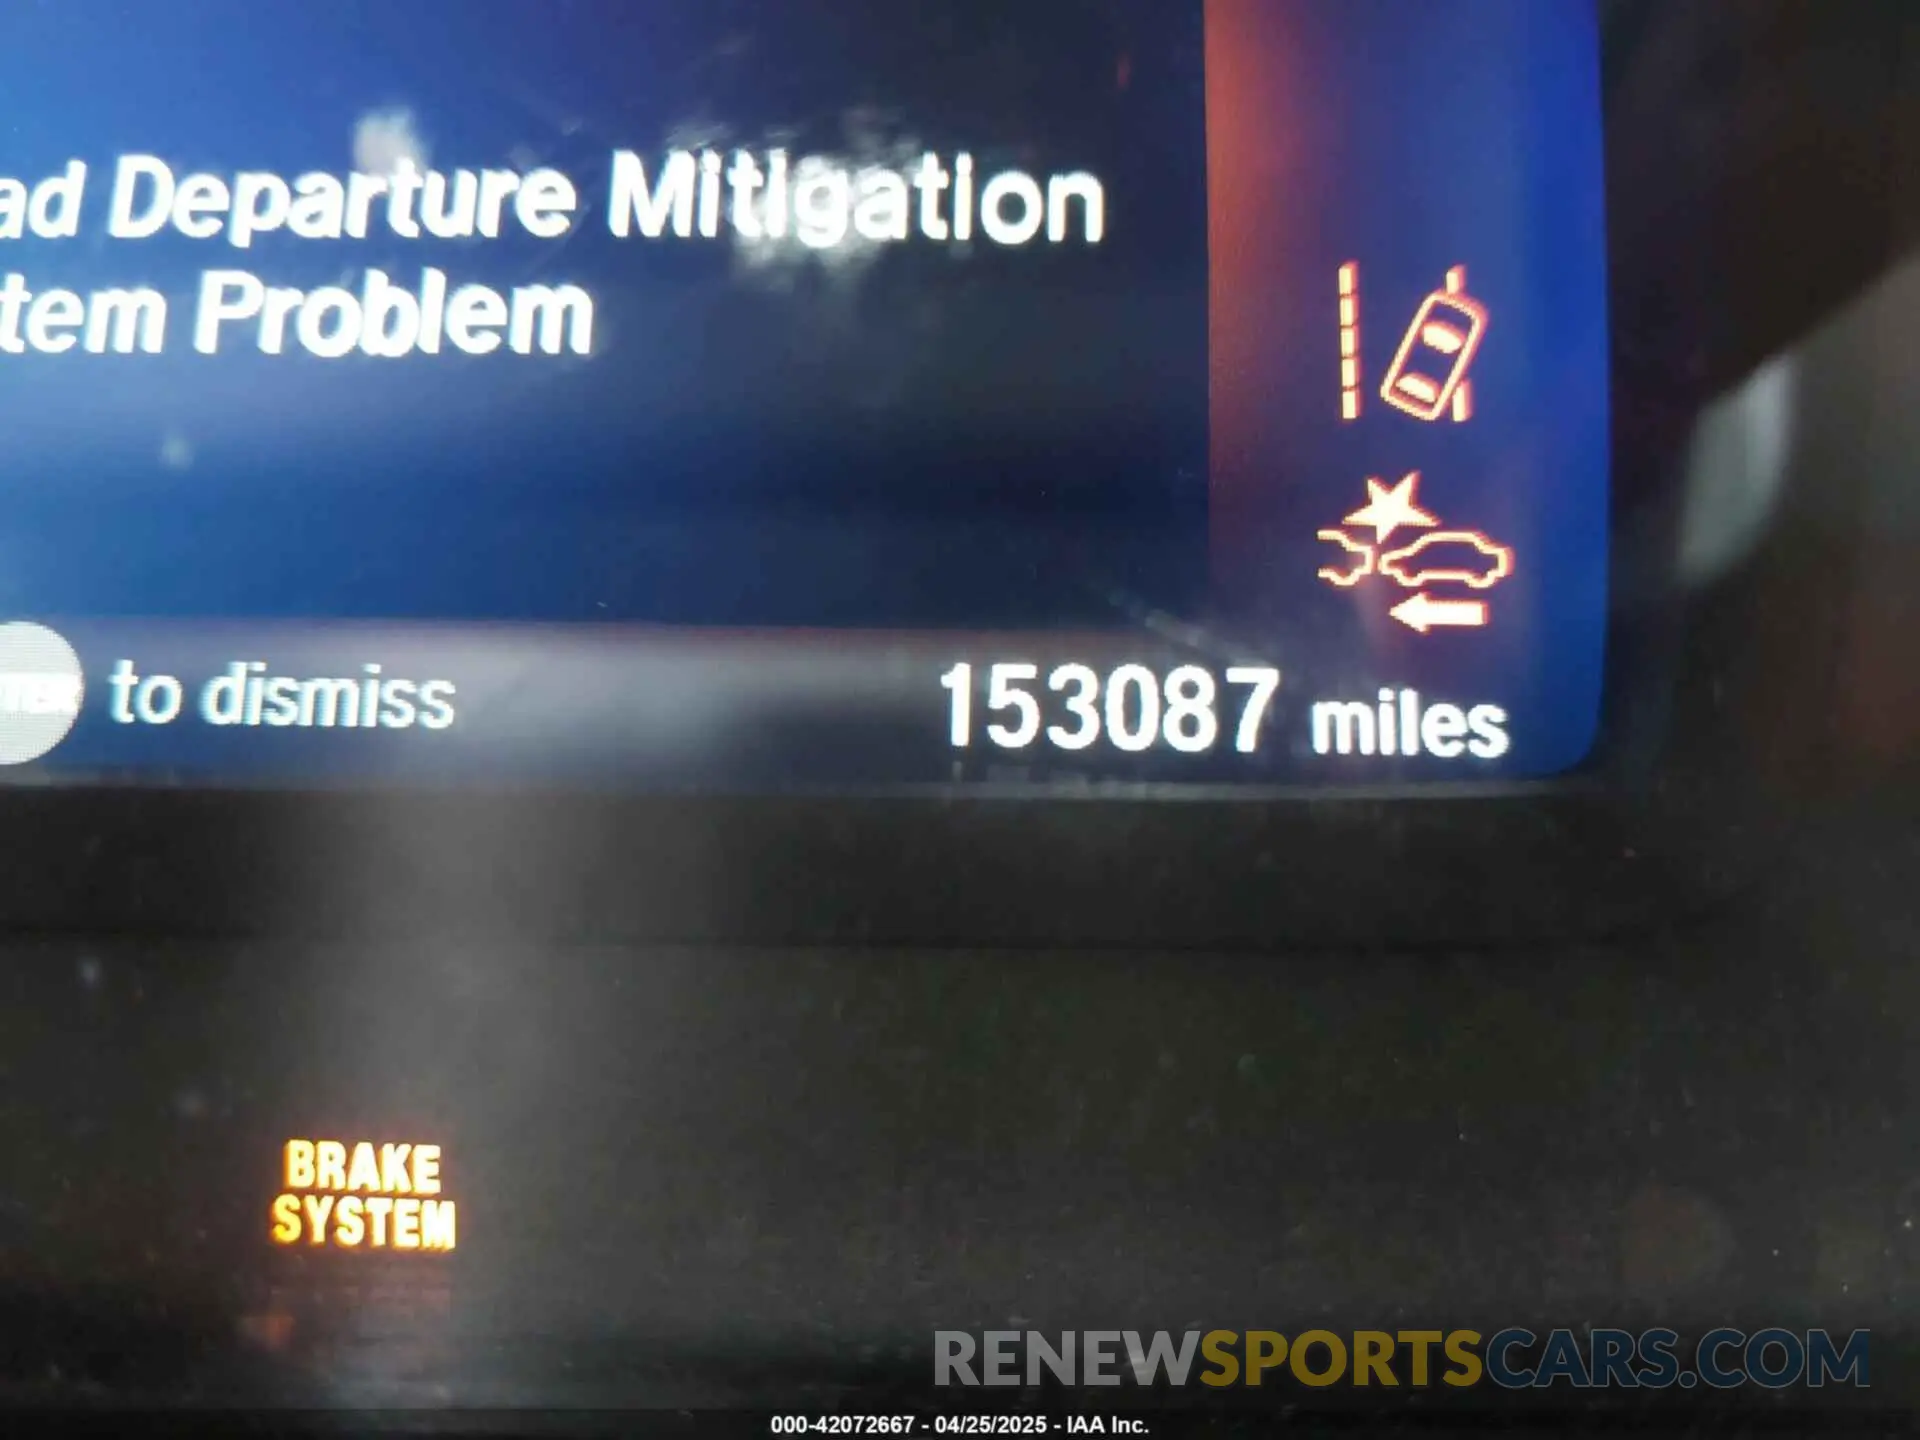 ad Departure Mitigation
tem Problem
to dismiss
153087 miles
BRAKE
SYSTEM
RENEWSPORTSCARS.COM
000-42072667 - 04/25/2025 - IAA Inc.